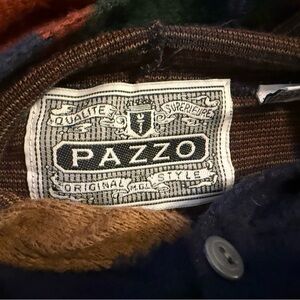 QUALITE SUPERIEURE
PAZZO
ORIGINAL M.G.I. STYLE